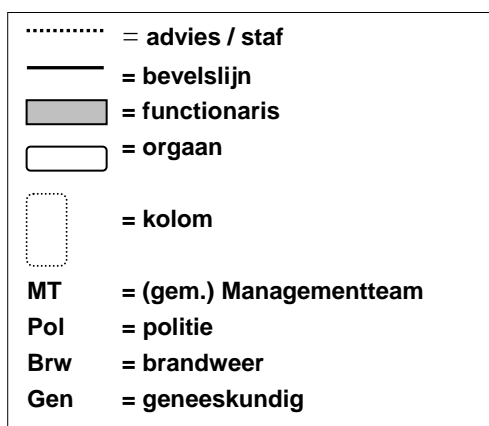 = advies / staf
= bevelslijn
= functionaris
= orgaan
= kolom
MT = (gem.) Managementteam
Pol = politie
Brw = brandweer
Gen = geneeskundig